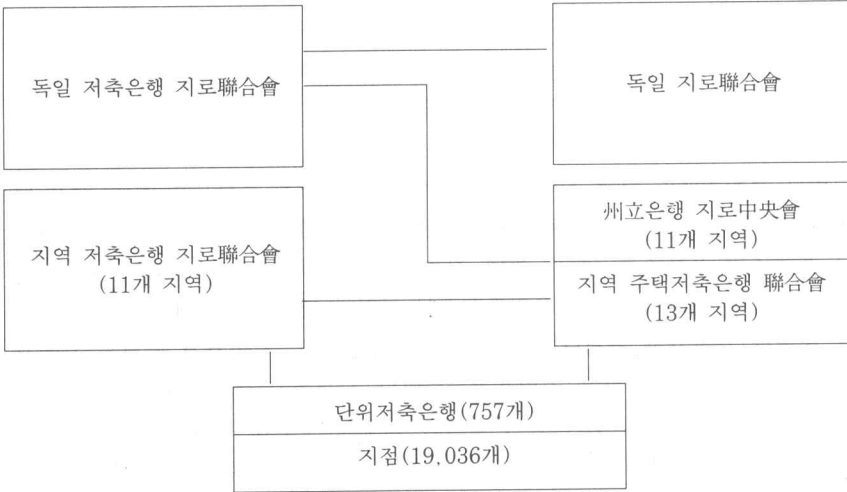 독일 저축은행 지로聯合會
독일 지로聯合會
지역 저축은행 지로聯合會
(11개 지역)
州立은행 지로中央會
(11개 지역)
지역 주택저축은행 聯合會
(13개 지역)
단위저축은행(757개)
지점(19,036개)